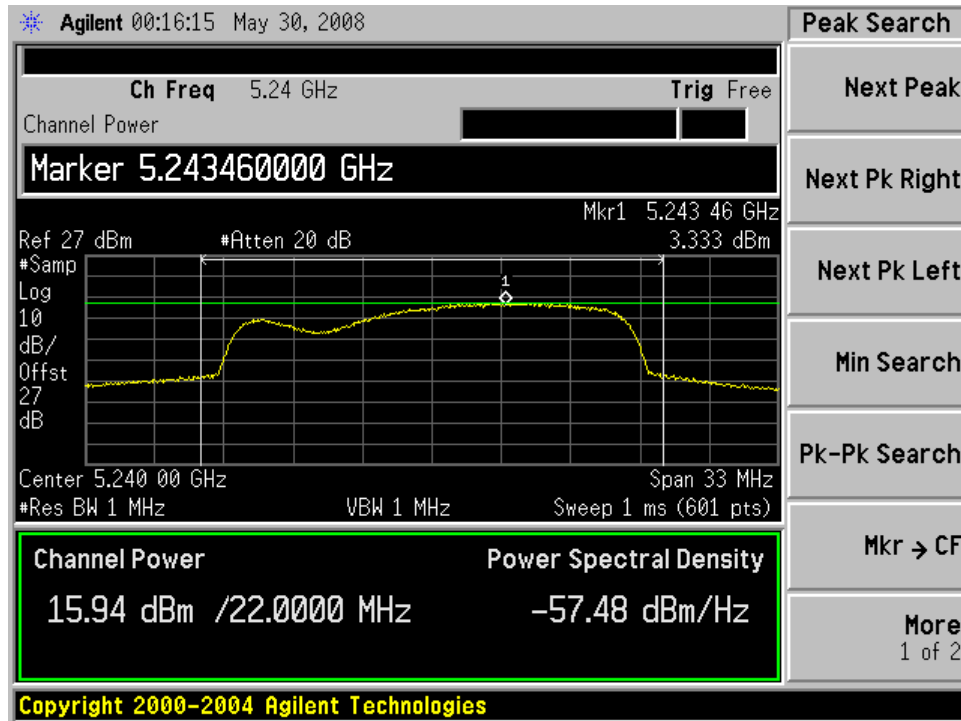 Agilent 00:16:15 May 30, 2008
Peak Search
Ch Freq 5.24 GHz
Trig Free
Channel Power
Marker 5.243460000 GHz
Mkr1 5.243 46 GHz
Ref 27 dBm #Atten 20 dB 3.333 dBm
#Samp
Log
10
dB/
Offst
27
dB
1
Center 5.240 00 GHz Span 33 MHz
#Res BW 1 MHz VBW 1 MHz Sweep 1 ms (601 pts)
Channel Power Power Spectral Density
15.94 dBm /22.0000 MHz -57.48 dBm/Hz
Copyright 2000-2004 Agilent Technologies
Next Peak
Next Pk Right
Next Pk Left
Min Search
Pk-Pk Search
Mkr → CF
More
1 of 2